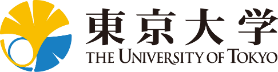 東京大学
THE UNIVERSITY OF TOKYO